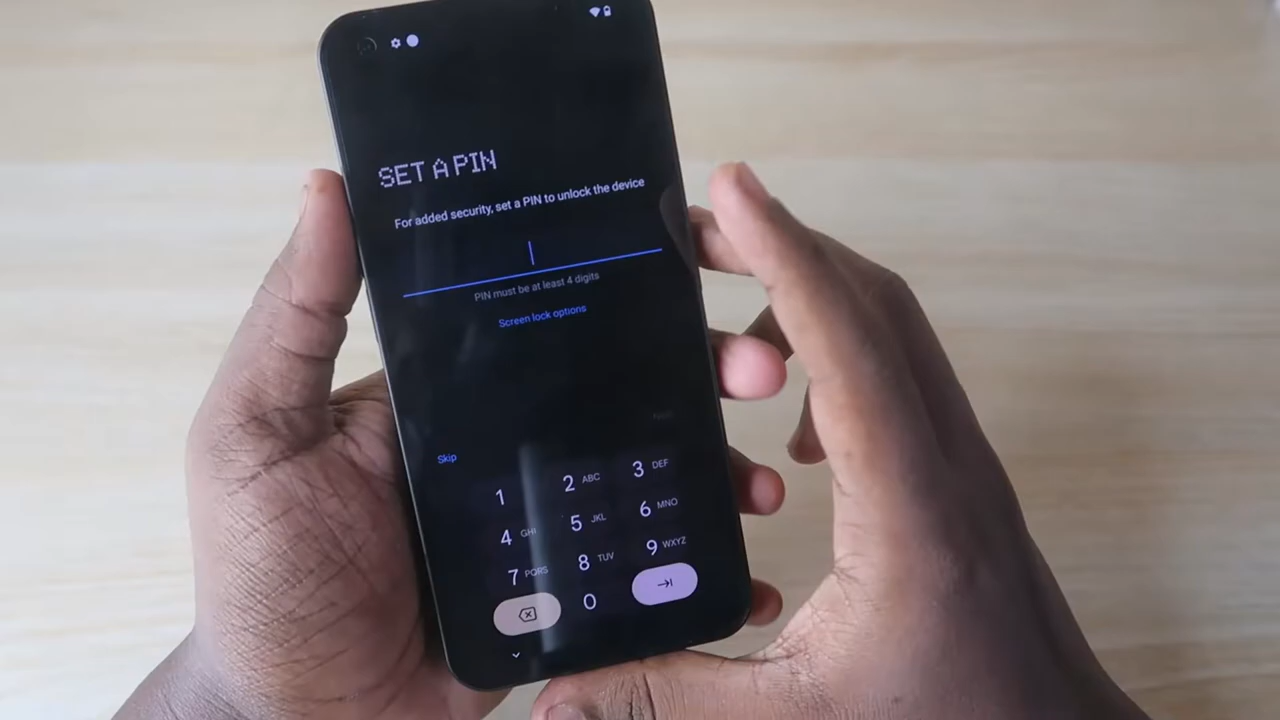 SET A PIN
For added security, set a PIN to unlock the device
PIN must be at least 4 digits
Screen lock options
Next
Skip
1 2 ABC 3 DEF
4 GHI 5 JKL 6 MNO
7 PQRS 8 TUV 9 WXYZ
0